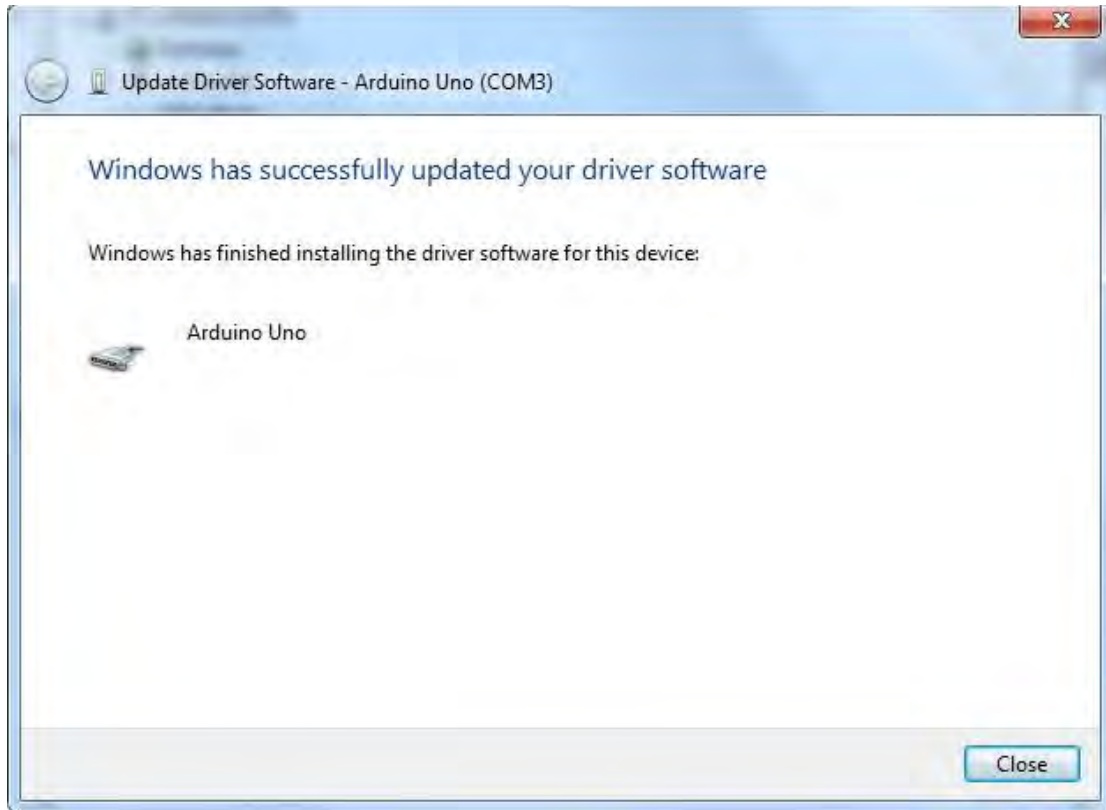 Update Driver Software - Arduino Uno (COM3)
Windows has successfully updated your driver software
Windows has finished installing the driver software for this device:
Arduino Uno
Close